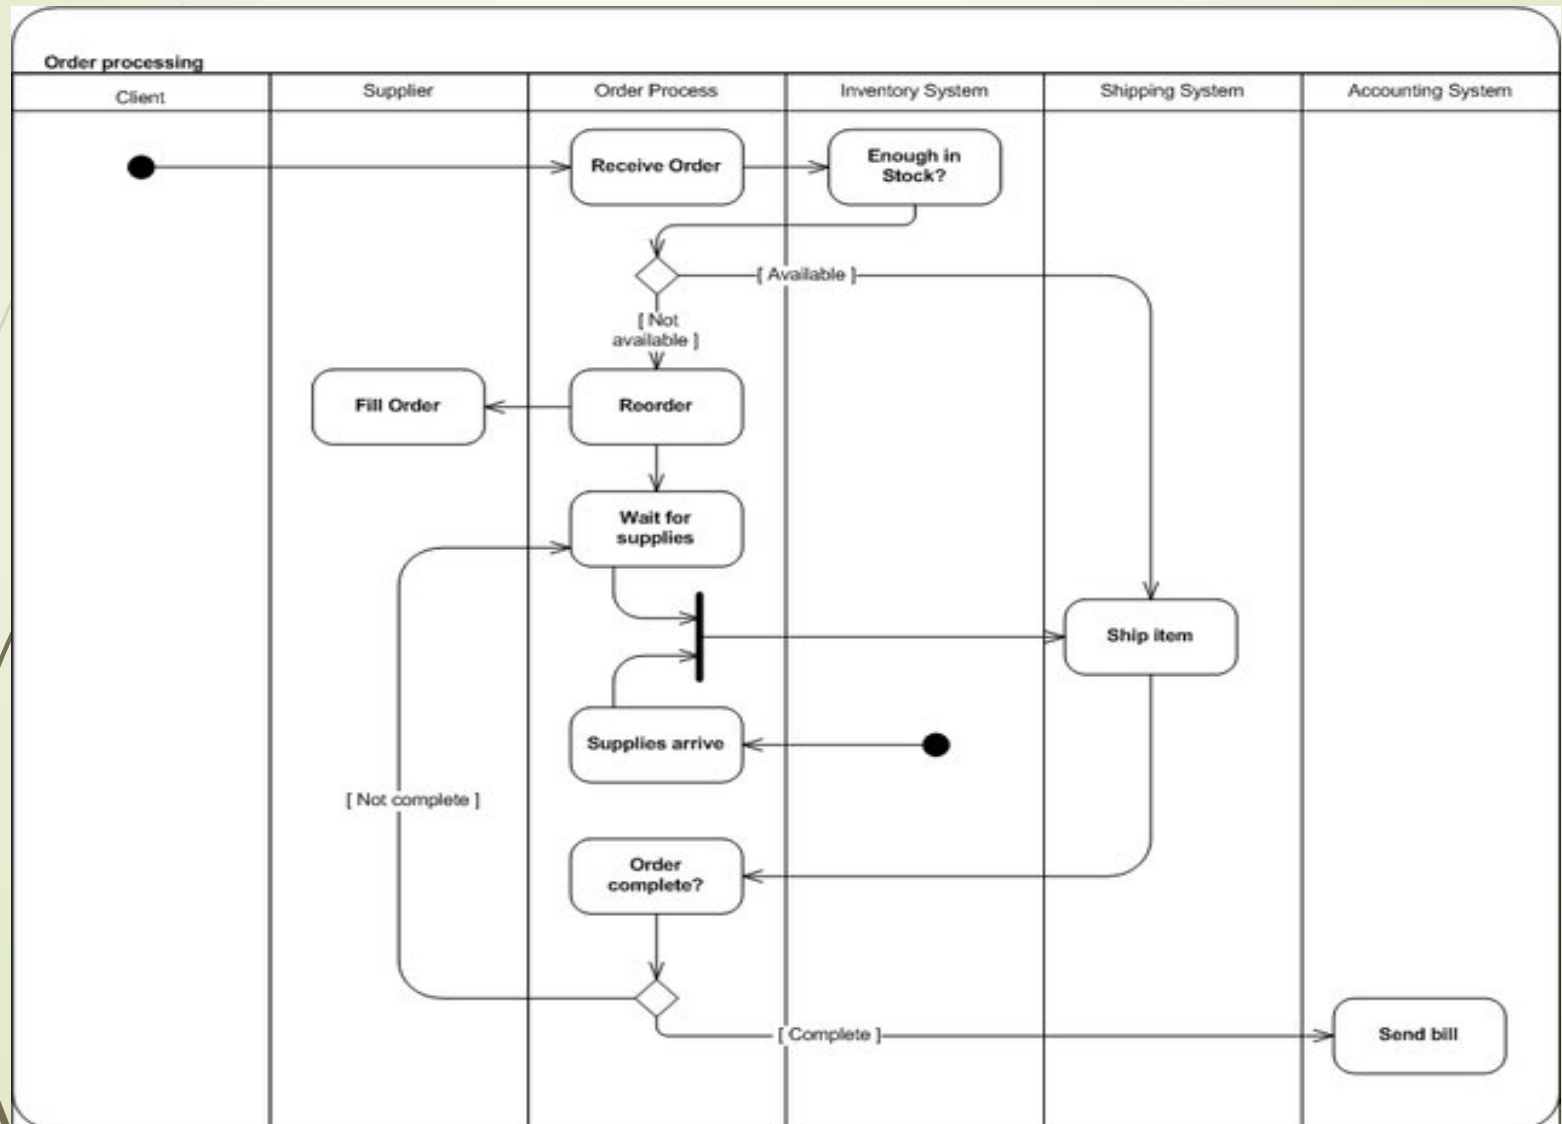 Order processing
Client
Supplier
Order Process
Inventory System
Shipping System
Accounting System
Receive Order
Enough in
Stock?
[ Available ]
[ Not
available ]
Fill Order
Reorder
Wait for
supplies
Ship item
Supplies arrive
[ Not complete ]
Order
complete?
[ Complete ]
Send bill